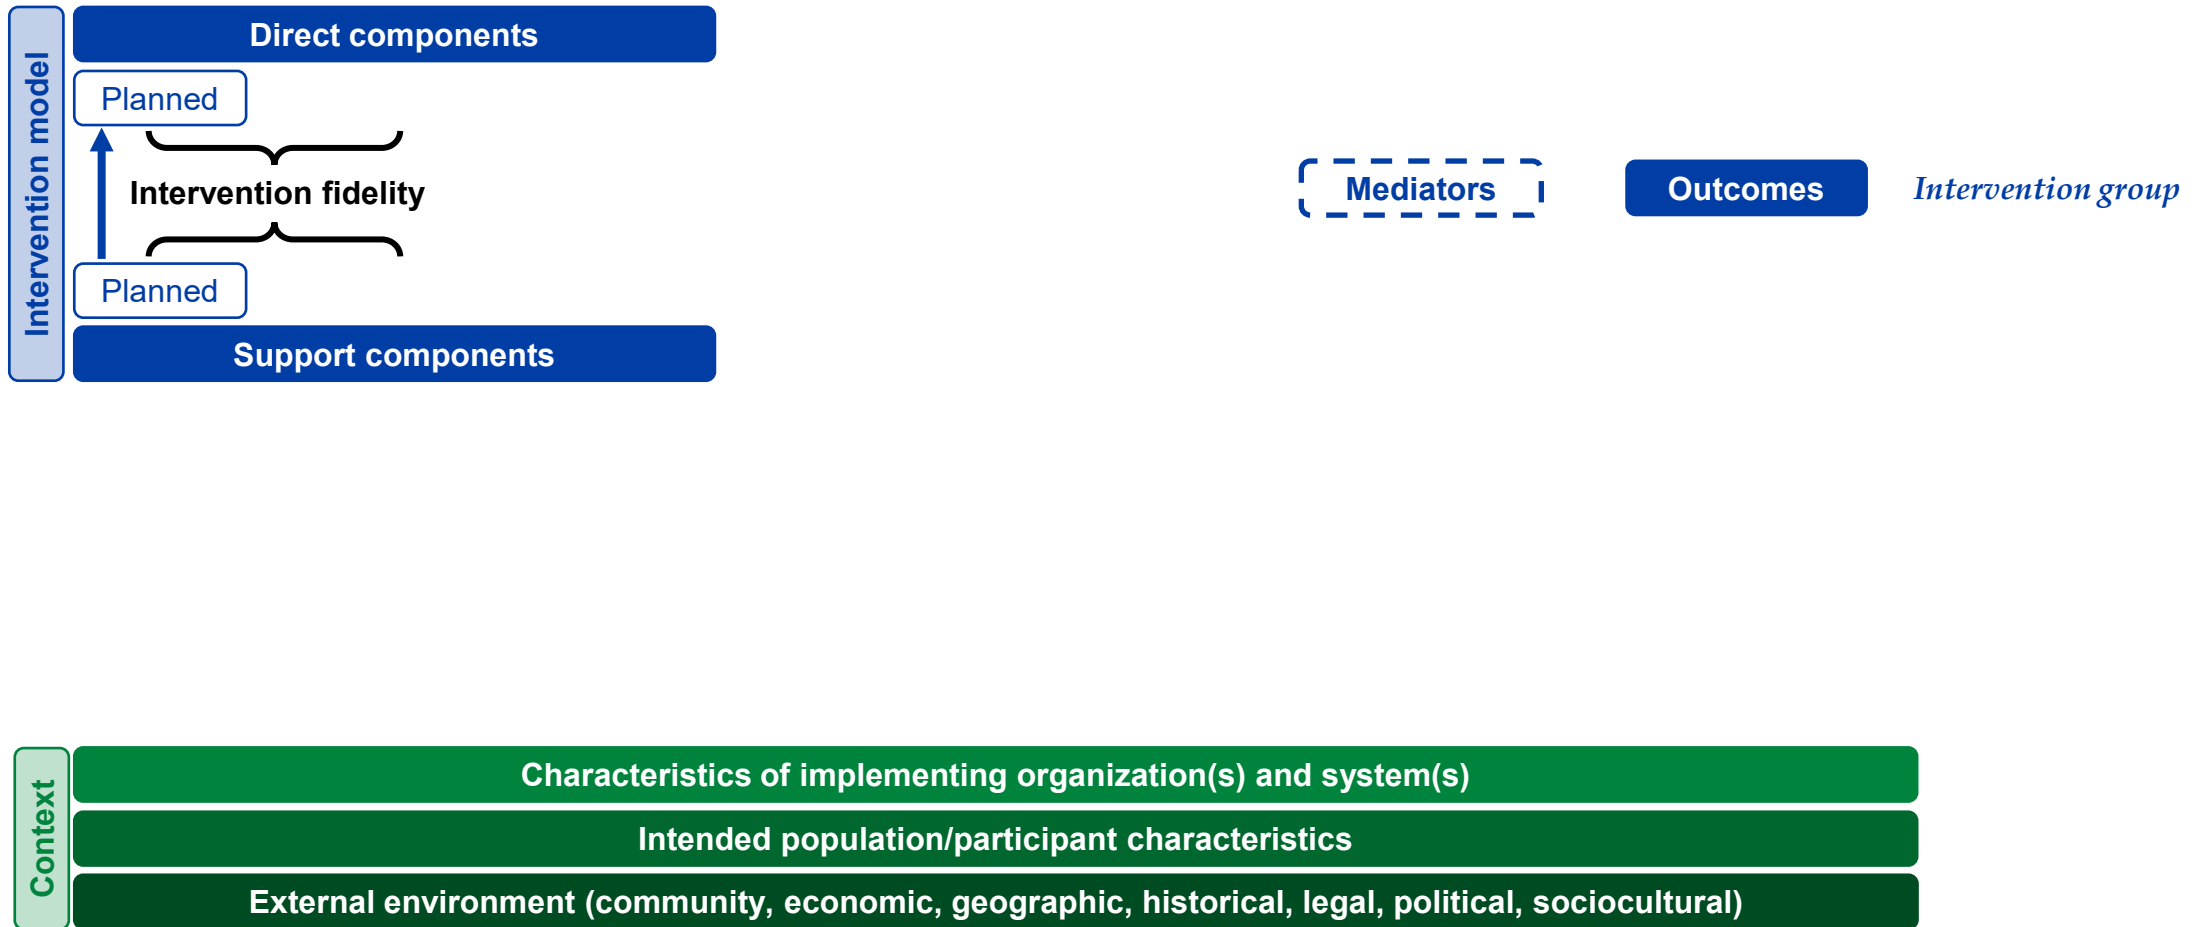 Intervention model
Direct components
Planned
Intervention fidelity
Planned
Support components
Mediators
Outcomes
Intervention group
Context
Characteristics of implementing organization(s) and system(s)
Intended population/participant characteristics
External environment (community, economic, geographic, historical, legal, political, sociocultural)